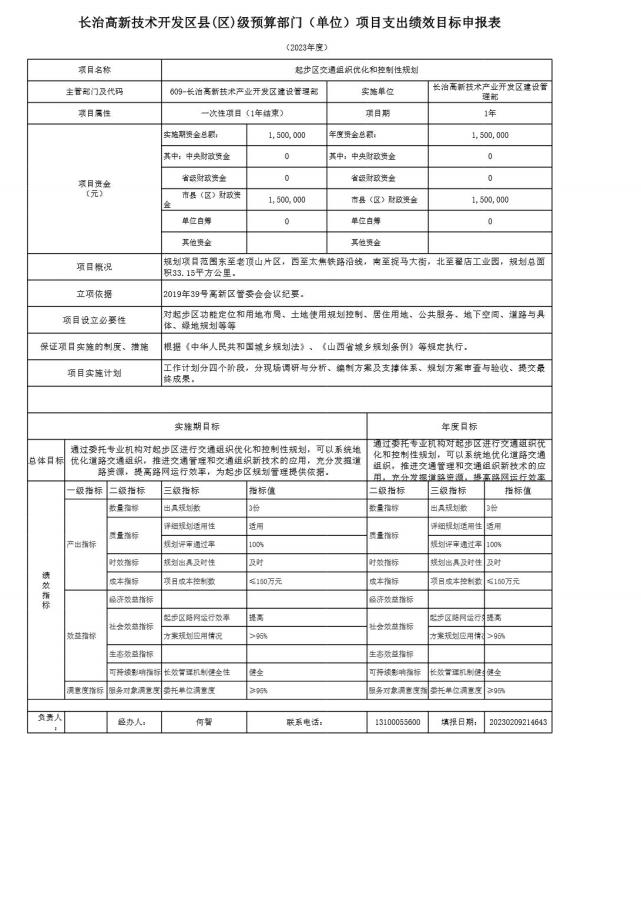 长治高新技术开发区县(区)级预算部门（单位）项目支出绩效目标申报表
（2023年度）
项目名称 起步区交通组织优化和控制性规划
主管部门及代码 609-长治高新技术产业开发区建设管理部 实施单位 长治高新技术产业开发区建设管理部
项目属性 一次性项目（1年结束） 项目期 1年
项目资金（元） 实施期资金总额： 1,500,000 年度资金总额： 1,500,000
其中：中央财政资金 0 其中：中央财政资金 0
省级财政资金 0 省级财政资金 0
市县（区）财政资金 1,500,000 市县（区）财政资金 1,500,000
单位自筹 0 单位自筹 0
其他资金 其他资金
项目概况 规划项目范围东至老顶山片区，西至太焦铁路沿线，南至捉马大街，北至翟店工业园，规划总面
积33.15平方公里。
立项依据 2019年39号高新区管委会会议纪要。
项目设立必要性 对起步区功能定位和用地布局、土地使用规划控制、居住用地、公共服务、地下空间、道路与具
体、绿地规划等等
保证项目实施的制度、措施 根据《中华人民共和国城乡规划法》、《山西省城乡规划条例》等规定执行。
项目实施计划 工作计划分四个阶段，分现场调研与分析、编制方案及支撑体系、规划方案审查与验收、提交最
终成果。
实施期目标 年度目标
总体目标 通过委托专业机构对起步区进行交通组织优化和控制性规划，可以系统地
优化道路交通组织，推进交通管理和交通组织新技术的应用，充分发掘道
路资源，提高路网运行效率，为起步区规划管理提供依据。
通过委托专业机构对起步区进行交通组织优
化和控制性规划，可以系统地优化道路交通
组织，推进交通管理和交通组织新技术的应
用，充分发掘道路资源，提高路网运行效率
绩效指标 一级指标 二级指标 三级指标 指标值 二级指标 三级指标 指标值
产出指标 数量指标 出具规划数 3份 数量指标 出具规划数 3份
质量指标 详细规划适用性 适用 质量指标 详细规划适用性 适用
规划评审通过率 100% 规划评审通过率 100%
时效指标 规划出具及时性 及时 时效指标 规划出具及时性 及时
成本指标 项目成本控制数 ≤150万元 成本指标 项目成本控制数 ≤150万元
效益指标 经济效益指标 经济效益指标
社会效益指标 起步区路网运行效率 提高 社会效益指标 起步区路网运行 提高
方案规划应用情况 >95% 方案规划应用情况 >95%
生态效益指标 生态效益指标
可持续影响指标 长效管理机制健全性 健全 可持续影响指标 长效管理机制健全 健全
满意度指标 服务对象满意度 委托单位满意度 ≥95% 服务对象满意度指 委托单位满意度 ≥95%
负责人： 经办人： 何智 联系电话： 13100055600 填报日期： 20230209214643